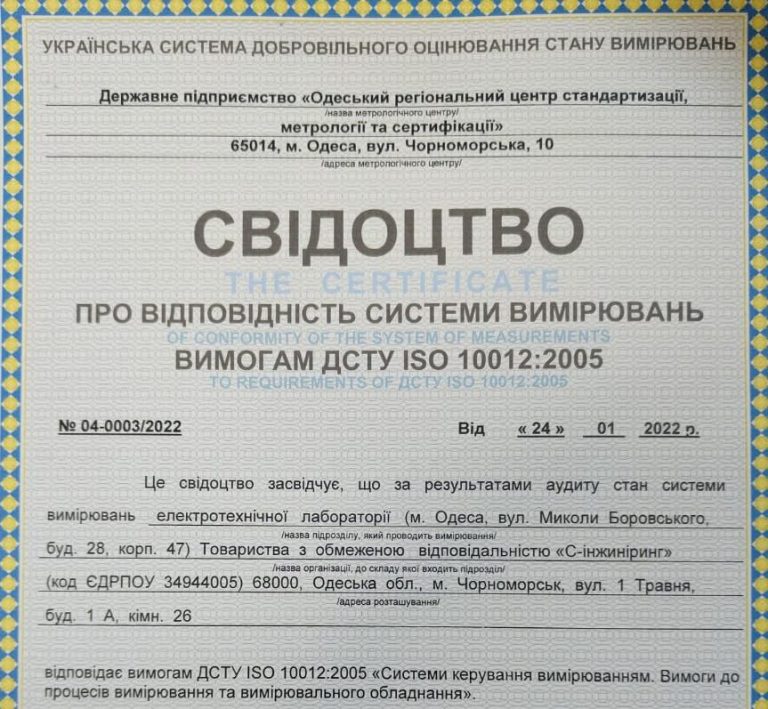 УКРАЇНСЬКА СИСТЕМА ДОБРОВІЛЬНОГО ОЦІНЮВАННЯ СТАНУ ВИМІРЮВАНЬ
Державне підприємство «Одеський регіональний центр стандартизації,
/назва метрологічного центру/
метрології та сертифікації»
65014, м. Одеса, вул. Чорноморська, 10
/адреса метрологічного центру/
СВІДОЦТВО
THE CERTIFICATE
ПРО ВІДПОВІДНІСТЬ СИСТЕМИ ВИМІРЮВАНЬ
OF CONFORMITY OF THE SYSTEM OF MEASUREMENTS
ВИМОГАМ ДСТУ ISO 10012:2005
TO REQUIREMENTS OF ДСТУ ISO 10012:2005
№ 04-0003/2022 Від « 24 » 01 2022 р.
Це свідоцтво засвідчує, що за результатами аудиту стан системи
вимірювань електротехнічної лабораторії (м. Одеса, вул. Миколи Боровського,
/назва підрозділу, який проводить вимірювання/
буд. 28, корп. 47) Товариства з обмеженою відповідальністю «С-інжиніринг»
/назва організації, до складу якої входить підрозділ/
(код ЄДРПОУ 34944005) 68000, Одеська обл., м. Чорноморськ, вул. 1 Травня,
/адреса розташування/
буд. 1 А, кімн. 26
відповідає вимогам ДСТУ ISO 10012:2005 «Системи керування вимірюванням. Вимоги до
процесів вимірювання та вимірювального обладнання».